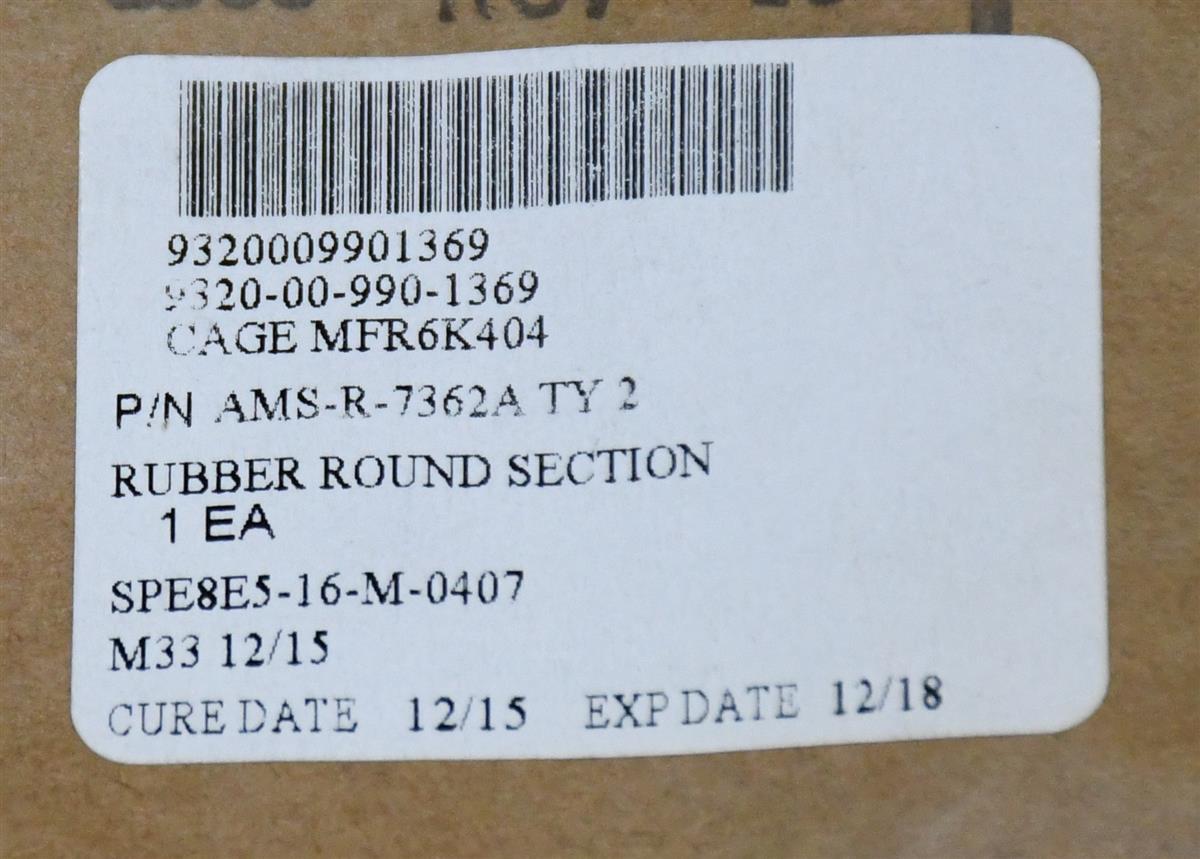 9320009901369
9320-00-990-1369
CAGE MFR6K404
P/N AMS-R-7362A TY 2
RUBBER ROUND SECTION
1 EA
SPE8E5-16-M-0407
M33 12/15
CURE DATE 12/15 EXP DATE 12/18